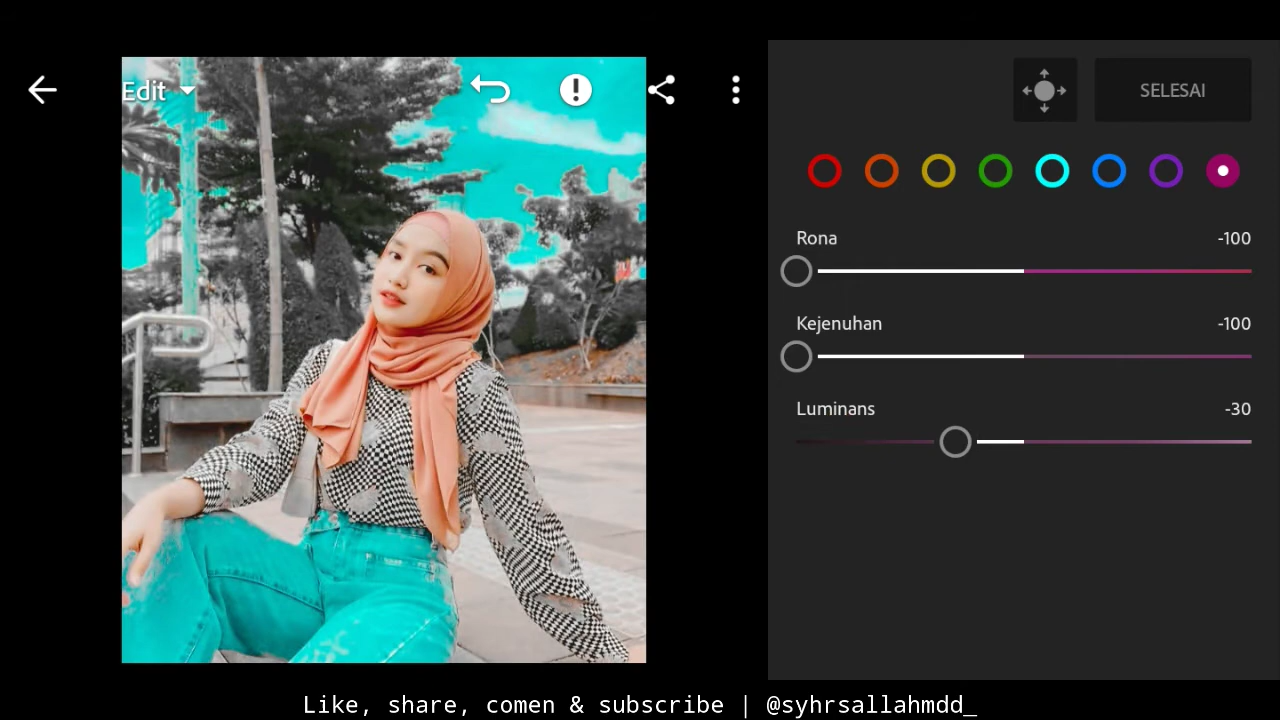 Edit
SELESAI
Rona -100
Kejenuhan -100
Luminans -30
Like, share, comen & subscribe | @syhrsallahmdd_